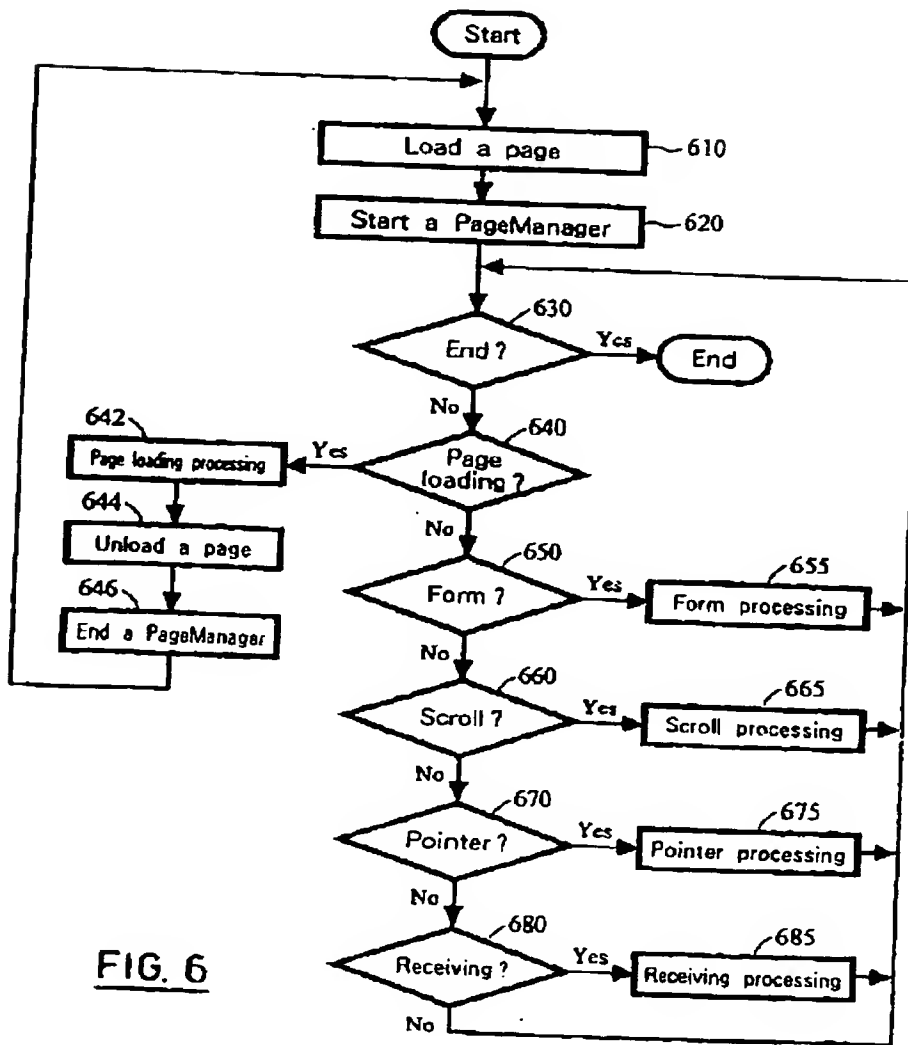 Start
Load a page
610
Start a PageManager
620
630
End ?
Yes
End
No
640
Page
loading ?
Yes
642
Page loading processing
644
Unload a page
646
End a PageManager
No
650
Form ?
Yes
655
Form processing
No
660
Scroll ?
Yes
665
Scroll processing
No
670
Pointer ?
Yes
675
Pointer processing
No
680
Receiving ?
Yes
685
Receiving processing
No
FIG. 6